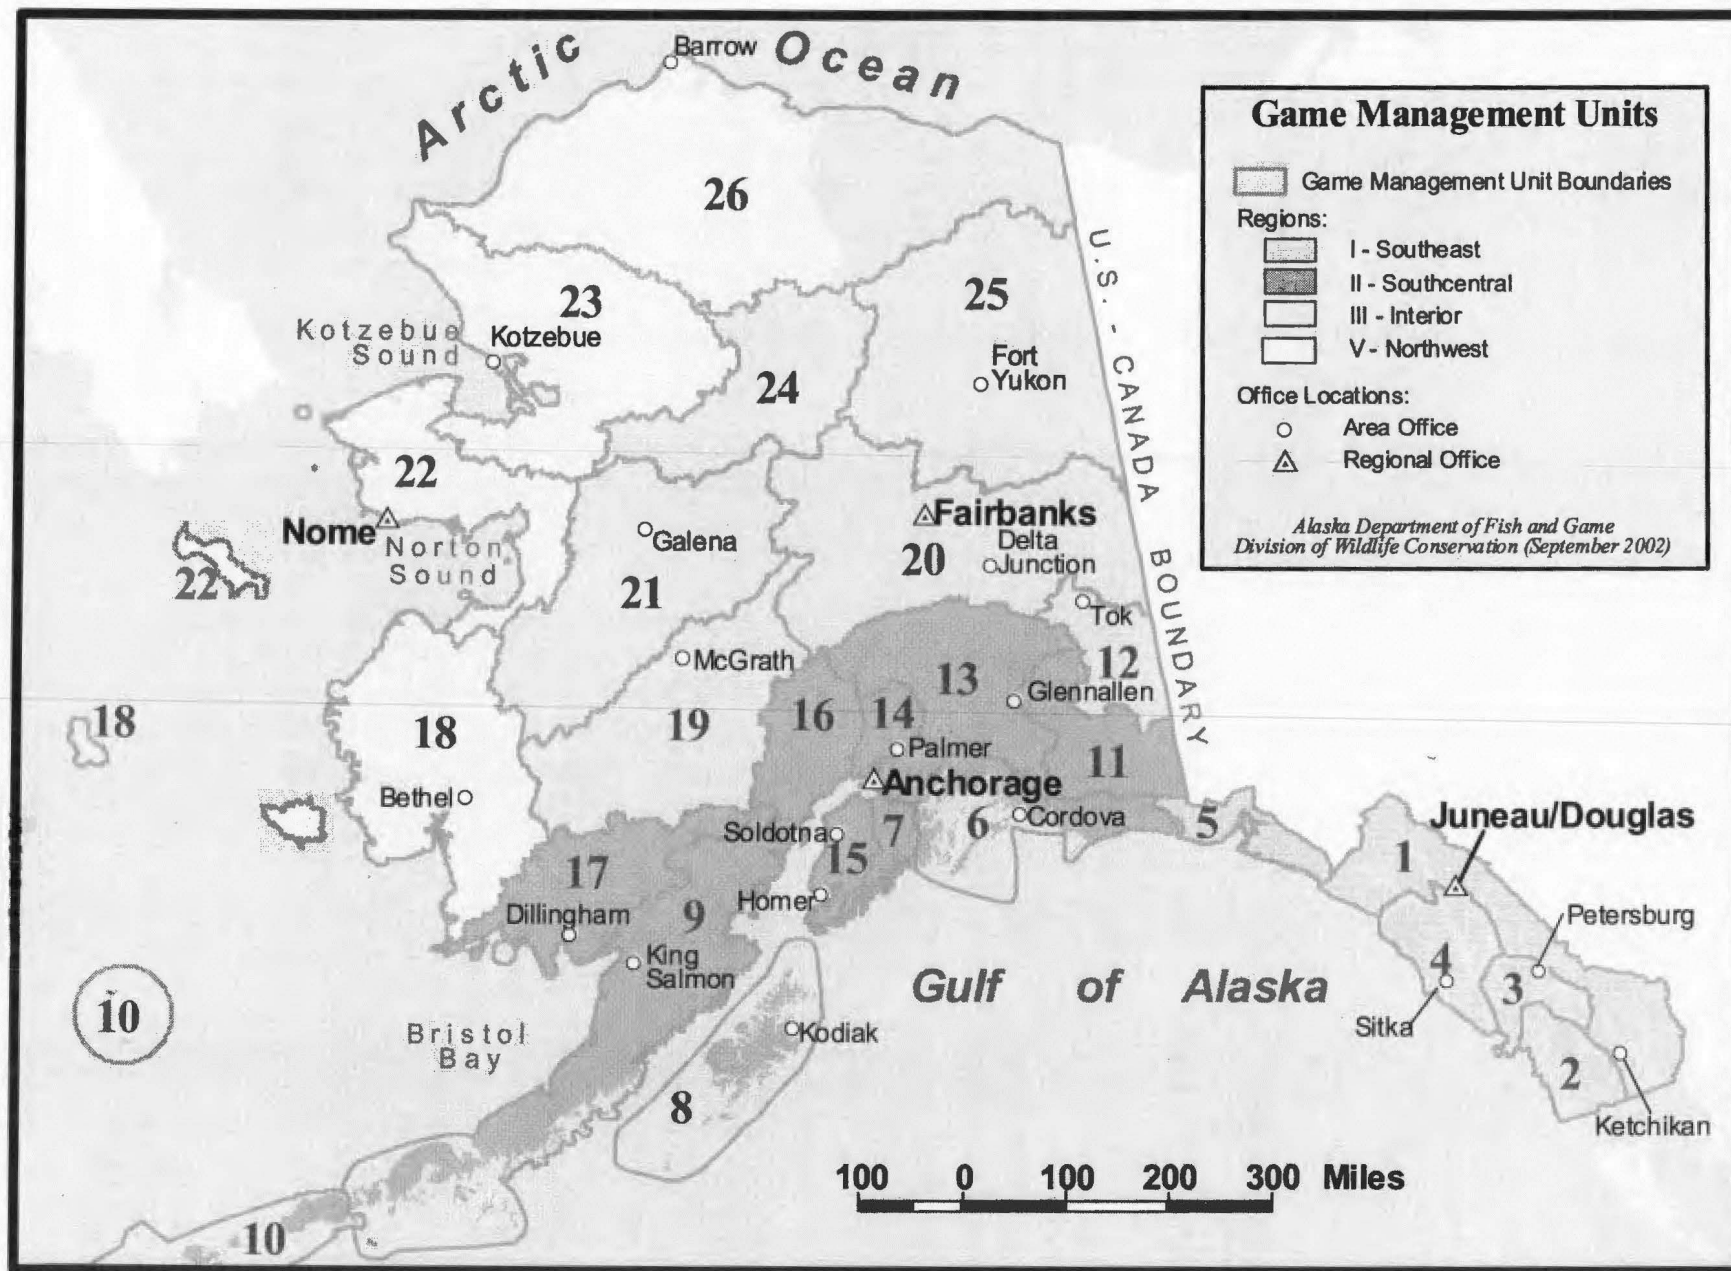 Arctic Ocean
Barrow
Game Management Units
Game Management Unit Boundaries
Regions:
I - Southeast
II - Southcentral
III - Interior
V - Northwest
Office Locations:
Area Office
Regional Office
Alaska Department of Fish and Game
Division of Wildlife Conservation (September 2002)
26
U.S. - CANADA BOUNDARY
23
25
Kotzebue
Sound
Kotzebue
24
Fort
Yukon
22
Nome
Norton
Sound
22
Galena
21
Fairbanks
20
Delta
Junction
Tok
McGrath
12
13
Glennallen
18
18
19
16
14
Palmer
11
Anchorage
Bethel
Soldotna
7
6
Cordova
5
15
Juneau/Douglas
1
17
Dillingham
9
Homer
Petersburg
King
Salmon
Gulf of Alaska
4
3
Sitka
10
Bristol
Bay
Kodiak
8
2
Ketchikan
100 0 100 200 300 Miles
10